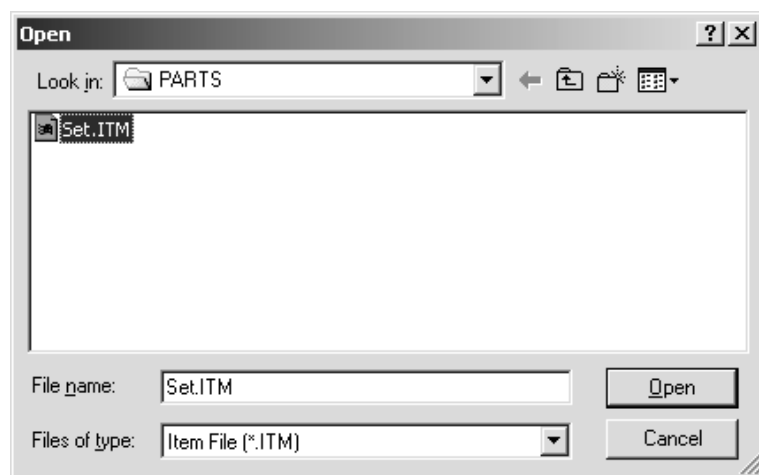 Open
Look in: PARTS
Set.ITM
File name: Set.ITM
Open
Files of type: Item File (*.ITM)
Cancel